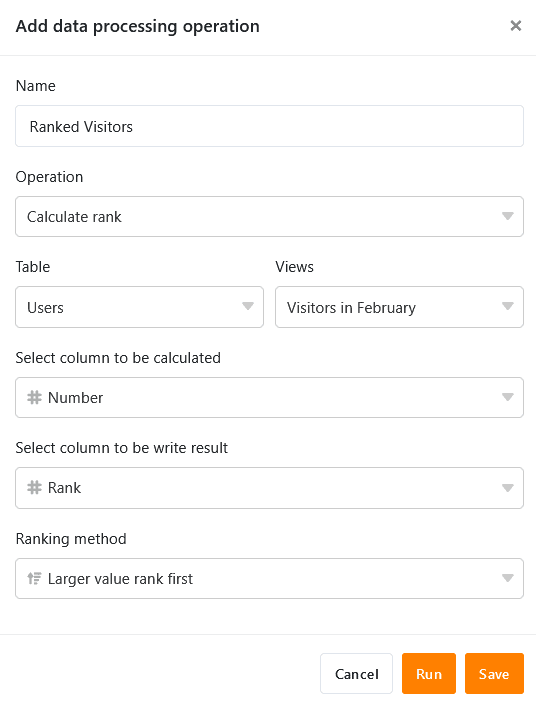 Add data processing operation
Name
Ranked Visitors
Operation
Calculate rank
Table Views
Users Visitors in February
Select column to be calculated
Number
Select column to be write result
Rank
Ranking method
Larger value rank first
Cancel Run Save